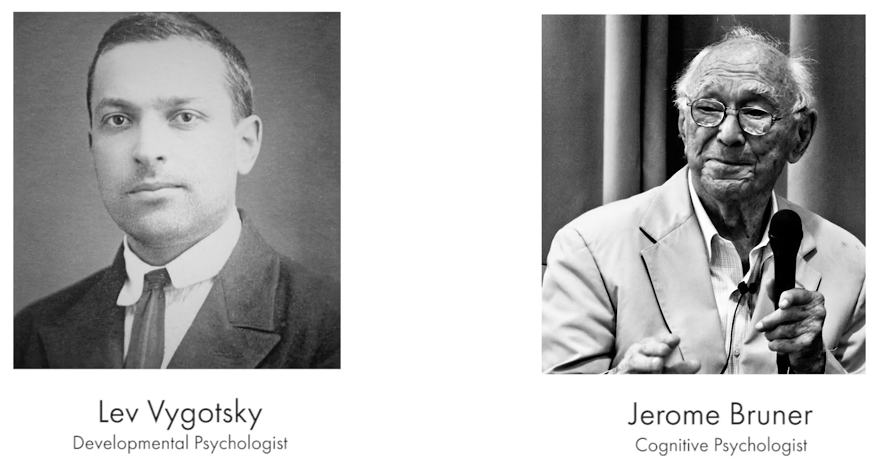 Lev Vygotsky
Developmental Psychologist
Jerome Bruner
Cognitive Psychologist